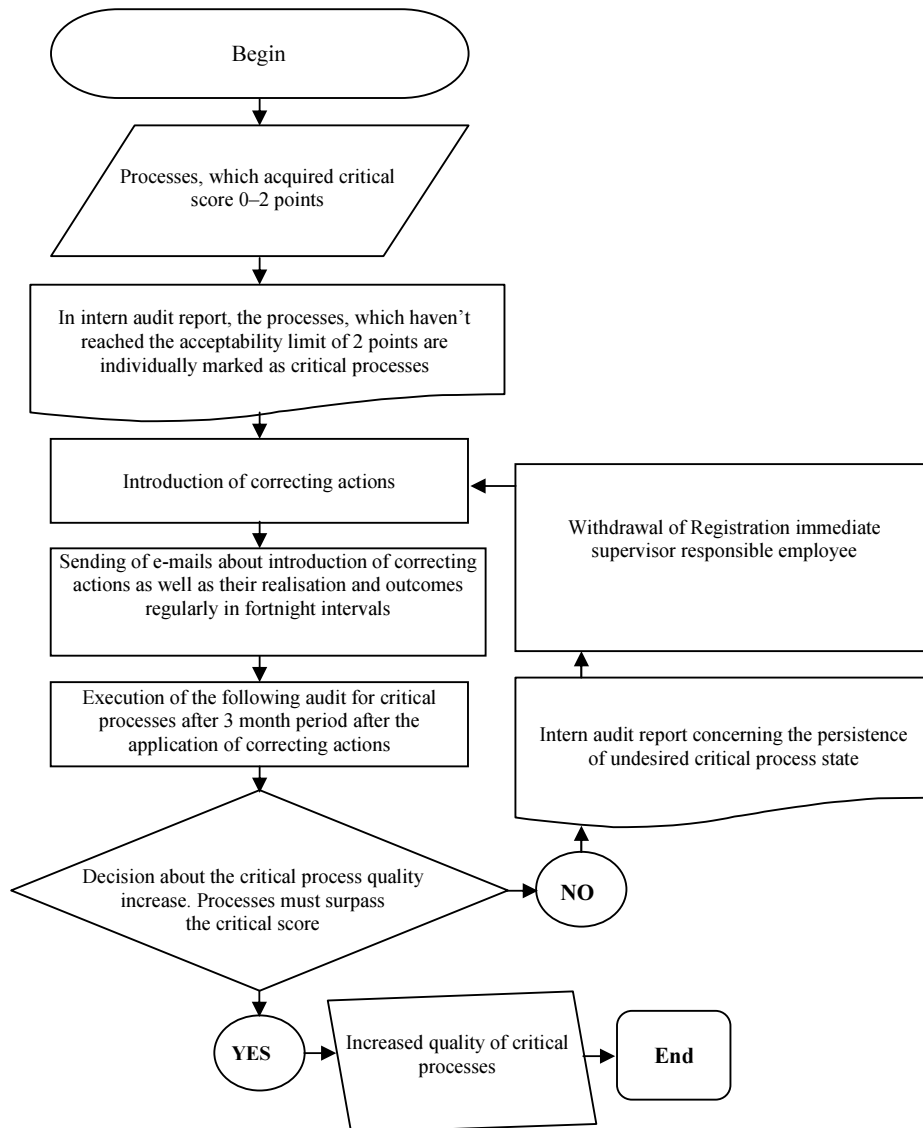 Begin
Processes, which acquired critical
score 0–2 points
In intern audit report, the processes, which haven't
reached the acceptability limit of 2 points are
individually marked as critical processes
Introduction of correcting actions
Sending of e-mails about introduction of correcting
actions as well as their realisation and outcomes
regularly in fortnight intervals
Execution of the following audit for critical
processes after 3 month period after the
application of correcting actions
Decision about the critical process quality
increase. Processes must surpass
the critical score
NO
Intern audit report concerning the persistence
of undesired critical process state
Withdrawal of Registration immediate
supervisor responsible employee
YES
Increased quality of critical
processes
End